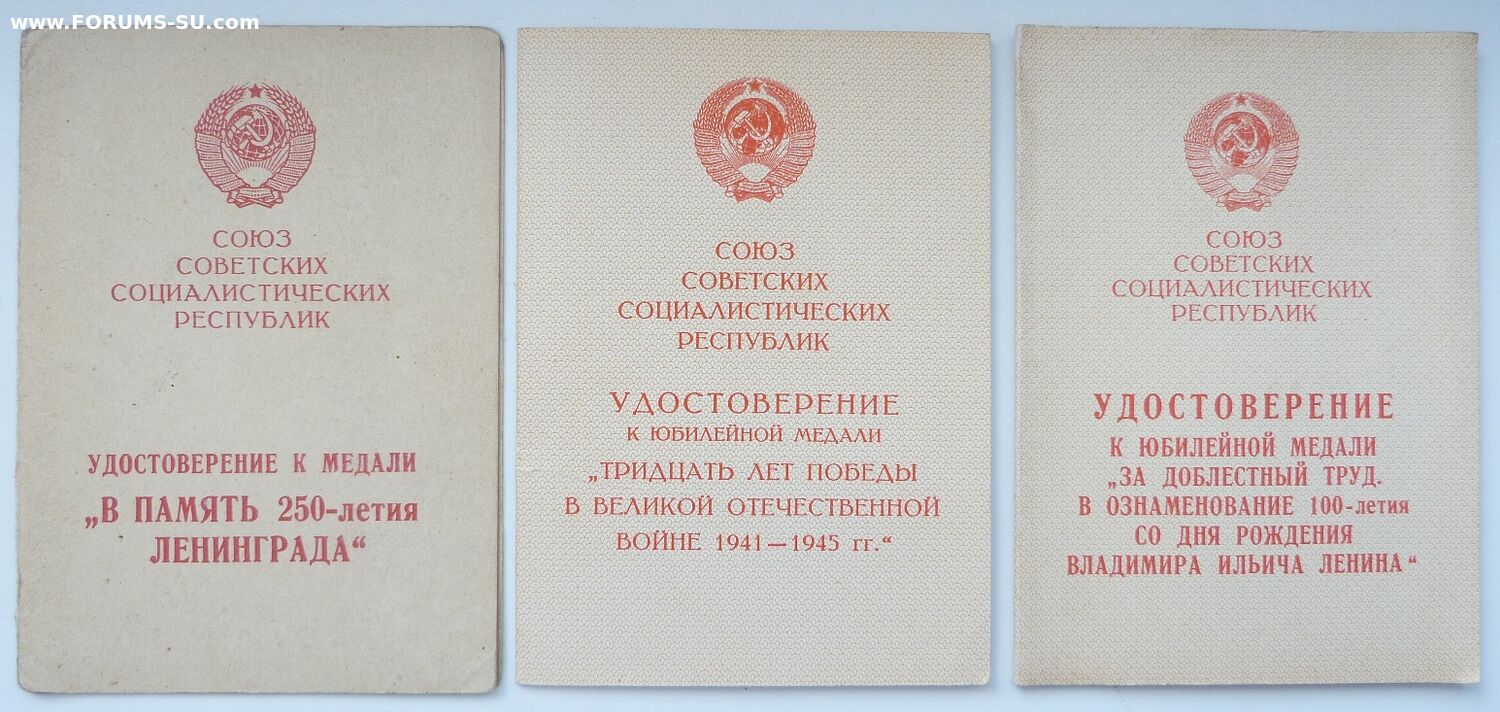 www.FORUMS-SU.com
СОЮЗ
СОВЕТСКИХ
СОЦИАЛИСТИЧЕСКИХ
РЕСПУБЛИК
УДОСТОВЕРЕНИЕ К МЕДАЛИ
„В ПАМЯТЬ 250-летия
ЛЕНИНГРАДА“
СОЮЗ
СОВЕТСКИХ
СОЦИАЛИСТИЧЕСКИХ
РЕСПУБЛИК
УДОСТОВЕРЕНИЕ
К ЮБИЛЕЙНОЙ МЕДАЛИ
„ТРИДЦАТЬ ЛЕТ ПОБЕДЫ
В ВЕЛИКОЙ ОТЕЧЕСТВЕННОЙ
ВОЙНЕ 1941—1945 гг.“
СОЮЗ
СОВЕТСКИХ
СОЦИАЛИСТИЧЕСКИХ
РЕСПУБЛИК
УДОСТОВЕРЕНИЕ
К ЮБИЛЕЙНОЙ МЕДАЛИ
„ЗА ДОБЛЕСТНЫЙ ТРУД.
В ОЗНАМЕНОВАНИЕ 100-летия
СО ДНЯ РОЖДЕНИЯ
ВЛАДИМИРА ИЛЬИЧА ЛЕНИНА“